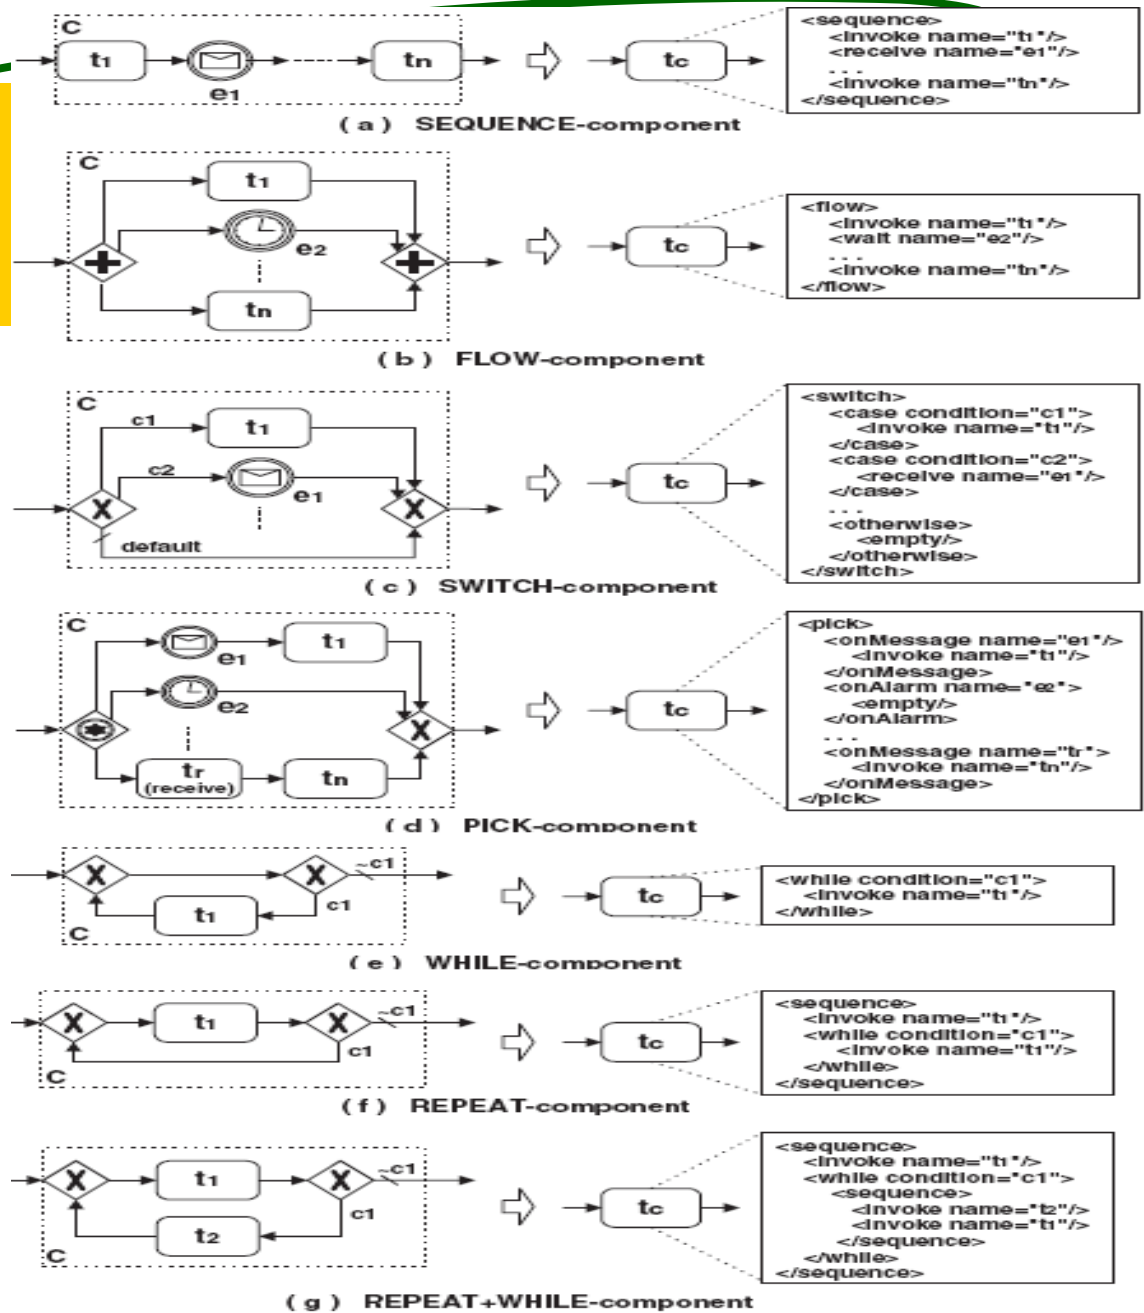 C
t1
e1
tn
tc
<sequence>
<invoke name="t1"/>
<receive name="e1"/>
...
<invoke name="tn"/>
</sequence>
( a ) SEQUENCE-component
C
t1
e2
tn
tc
<flow>
<invoke name="t1"/>
<wait name="e2"/>
...
<invoke name="tn"/>
</flow>
( b ) FLOW-component
C
c1
t1
c2
e1
X
X
default
tc
<switch>
<case condition="c1">
<invoke name="t1"/>
</case>
<case condition="c2">
<receive name="e1"/>
</case>
...
<otherwise>
<empty/>
</otherwise>
</switch>
( c ) SWITCH-component
C
e1
t1
e2
X
tr
(receive)
tn
tc
<pick>
<onMessage name="e1"/>
<invoke name="t1"/>
</onMessage>
<onAlarm name="e2">
<empty/>
</onAlarm>
...
<onMessage name="tr">
<invoke name="tn"/>
</onMessage>
</pick>
( d ) PICK-component
X
X
~c1
t1
c1
C
tc
<while condition="c1">
<invoke name="t1"/>
</while>
( e ) WHILE-component
X
t1
X
~c1
c1
C
tc
<sequence>
<invoke name="t1"/>
<while condition="c1">
<invoke name="t1"/>
</while>
</sequence>
( f ) REPEAT-component
X
t1
X
~c1
c1
t2
C
tc
<sequence>
<invoke name="t1"/>
<while condition="c1">
<sequence>
<invoke name="t2"/>
<invoke name="t1"/>
</sequence>
</while>
</sequence>
( g ) REPEAT+WHILE-component